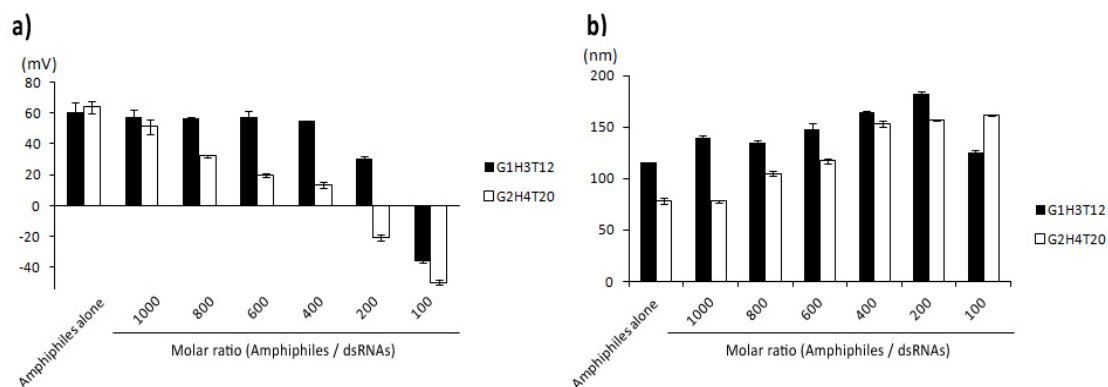 a)
(mV)
80
60
40
20
0
-20
-40
Amphiphiles alone
1000
800
600
400
200
100
Molar ratio (Amphiphiles / dsRNAs)
G1H3T12
G2H4T20
b)
(nm)
200
150
100
50
0
Amphiphiles alone
1000
800
600
400
200
100
Molar ratio (Amphiphiles / dsRNAs)
G1H3T12
G2H4T20